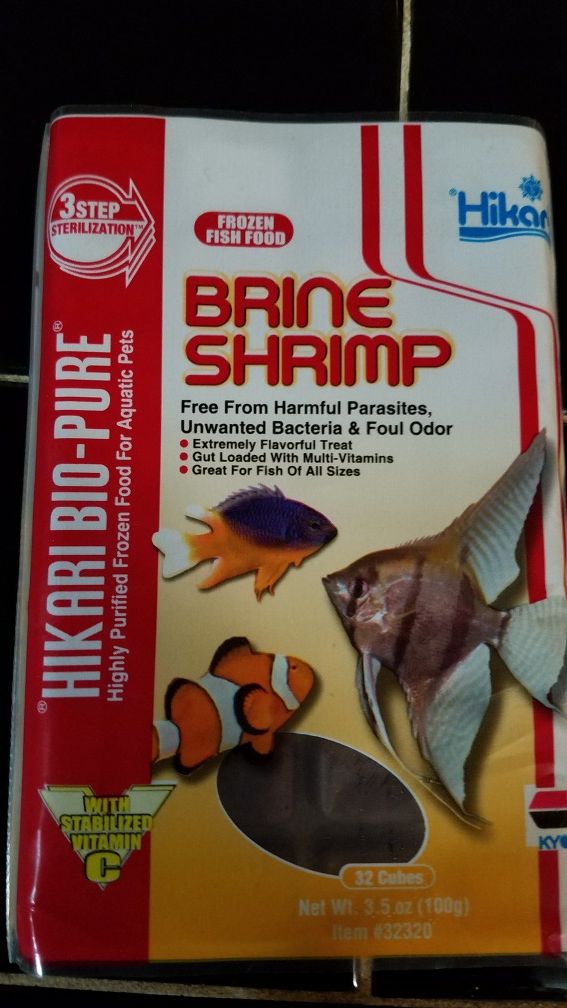 3 STEP
STERILIZATION™
FROZEN
FISH FOOD
® Hikar
BRINE
SHRIMP
Free From Harmful Parasites,
Unwanted Bacteria & Foul Odor
• Extremely Flavorful Treat
• Gut Loaded With Multi-Vitamins
• Great For Fish Of All Sizes
® HIKARI BIO-PURE ®
Highly Purified Frozen Food For Aquatic Pets
WITH
STABILIZED
VITAMIN
C
KYO
32 Cubes
Net Wt. 3.5 oz (100g)
Item #32320